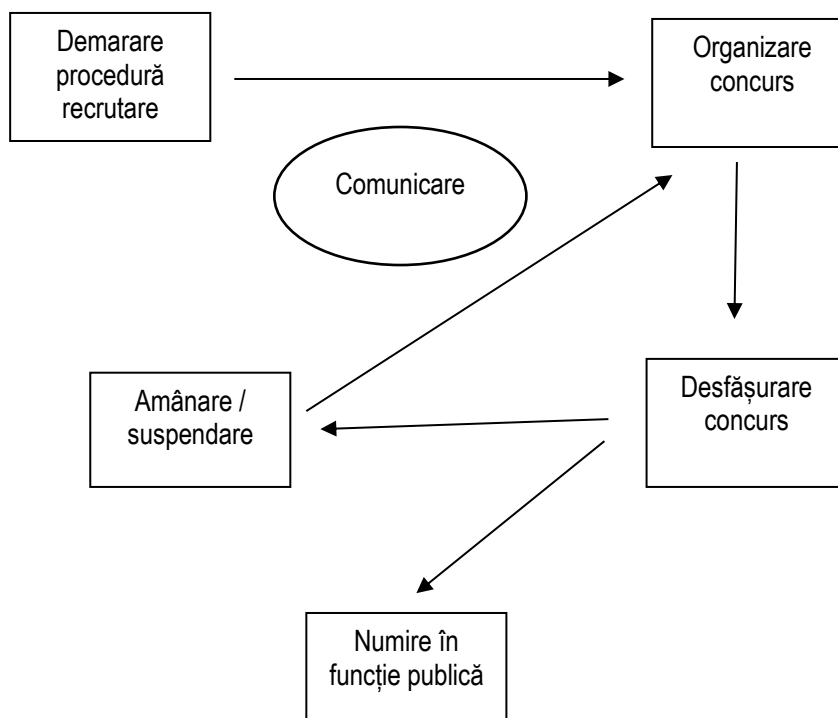 Demarare
procedură
recrutare
Organizare
concurs
Comunicare
Amânare /
suspendare
Desfășurare
concurs
Numire în
funcție publică